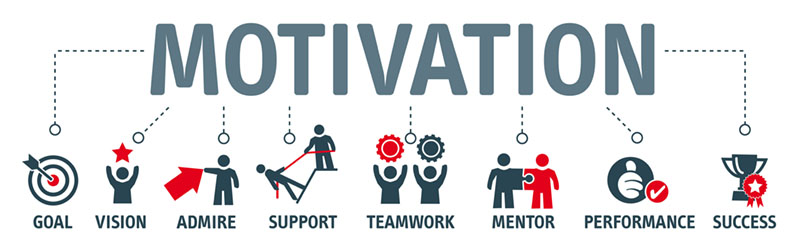 MOTIVATION
GOAL VISION ADMIRE SUPPORT TEAMWORK MENTOR PERFORMANCE SUCCESS